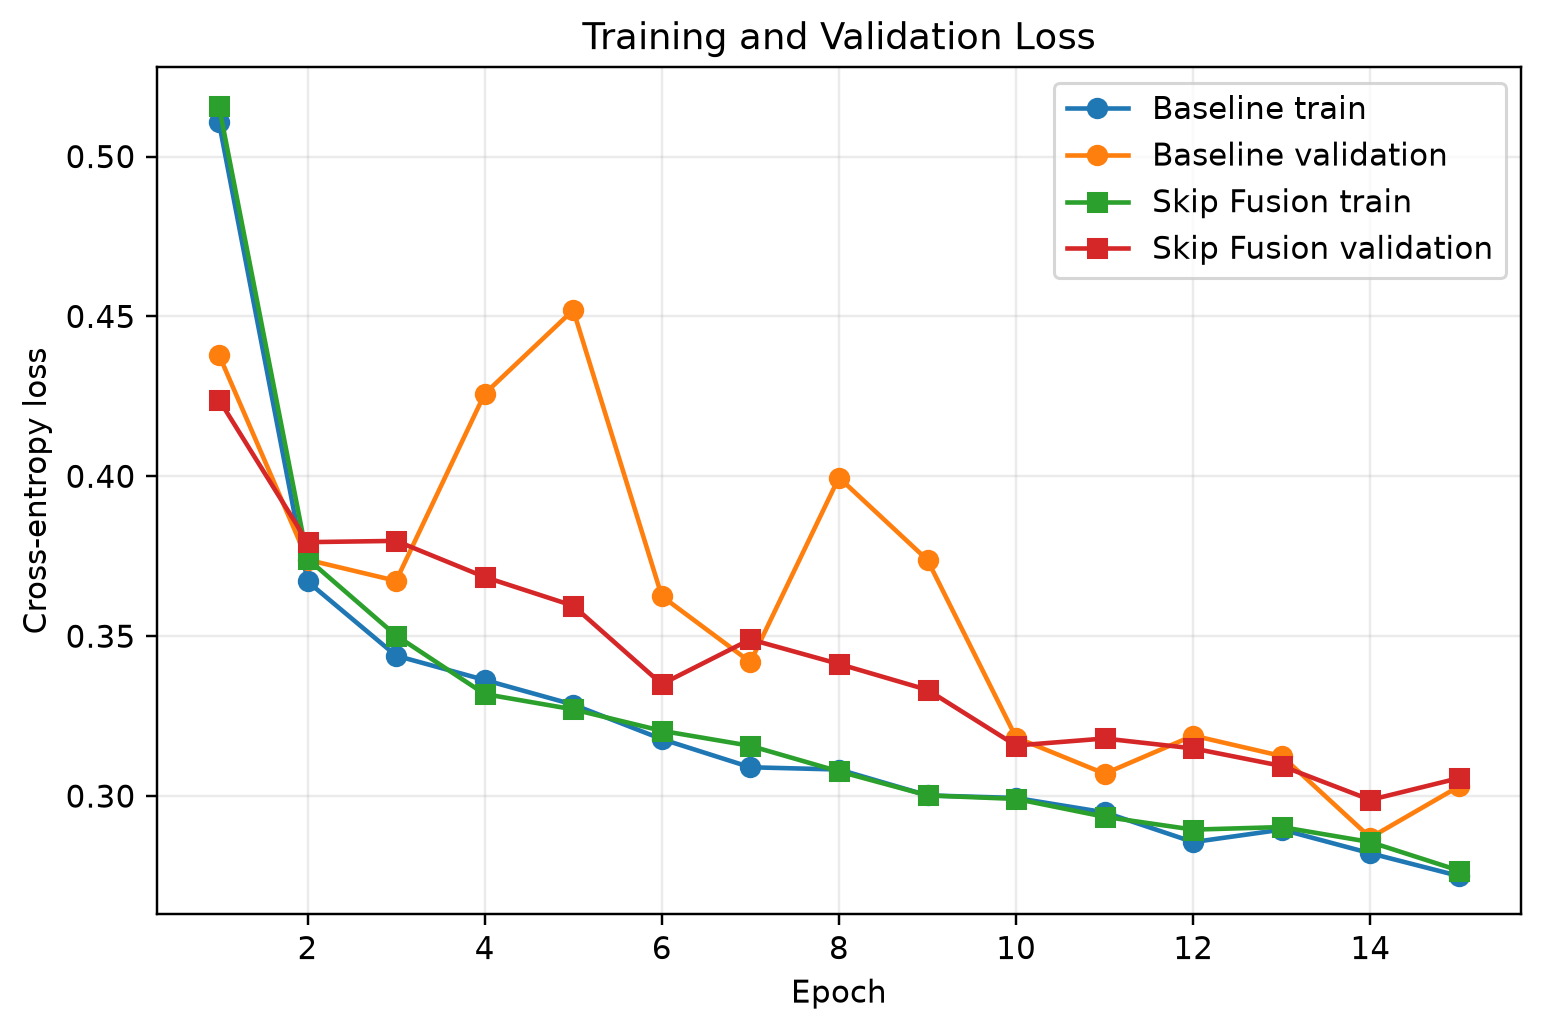 Training and Validation Loss
Baseline train
Baseline validation
Skip Fusion train
Skip Fusion validation
Cross-entropy loss
0.50
0.45
0.40
0.35
0.30
2 4 6 8 10 12 14
Epoch